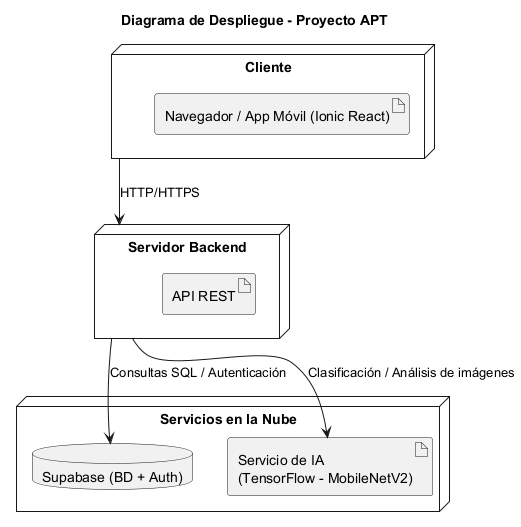 Diagrama de Despliegue - Proyecto APT
Cliente
Navegador / App Móvil (Ionic React)
HTTP/HTTPS
Servidor Backend
API REST
Consultas SQL / Autenticación
Clasificación / Análisis de imágenes
Servicios en la Nube
Supabase (BD + Auth)
Servicio de IA
(TensorFlow - MobileNetV2)